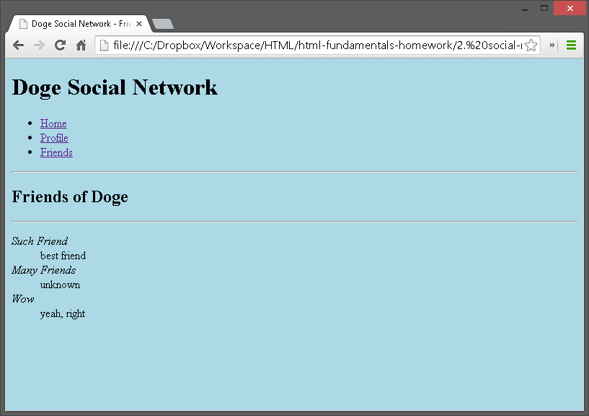 Doge Social Network - Frie
file:///C:/Dropbox/Workspace/HTML/html-fundamentals-homework/2.%20social-
»
Doge Social Network
• Home
• Profile
• Friends
Friends of Doge
Such Friend
best friend
Many Friends
unknown
Wow
yeah, right